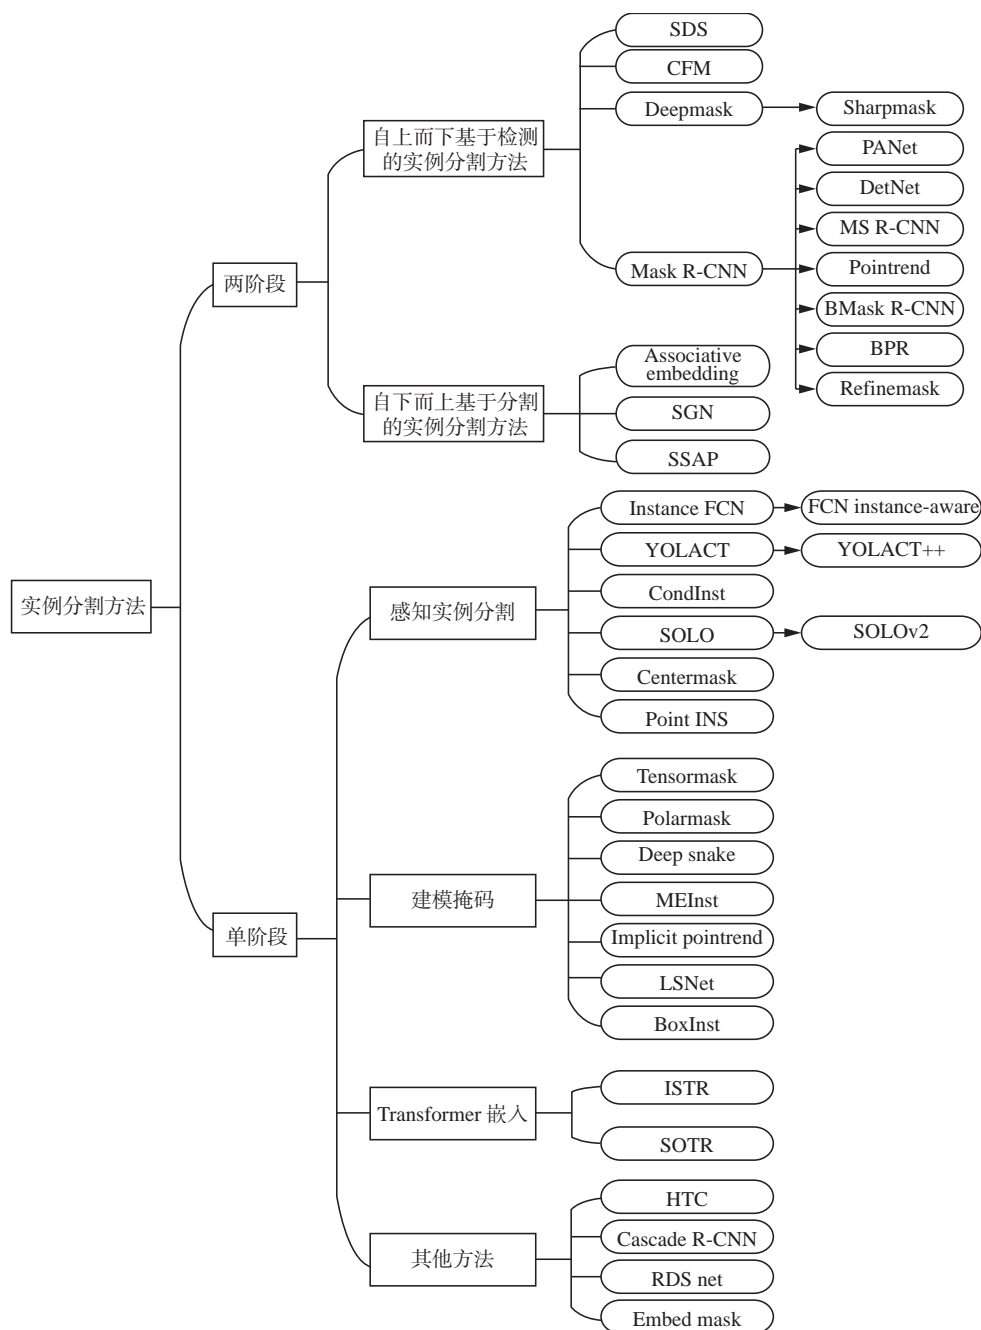 实例分割方法
两阶段
自上而下基于检测
的实例分割方法
SDS
CFM
Deepmask
Sharpmask
Mask R-CNN
PANet
DetNet
MS R-CNN
Pointrend
BMask R-CNN
BPR
Refinemask
自下而上基于分割
的实例分割方法
Associative
embedding
SGN
SSAP
单阶段
感知实例分割
Instance FCN
FCN instance-aware
YOLACT
YOLACT++
CondInst
SOLO
SOLOv2
Centermask
Point INS
建模掩码
Tensormask
Polarmask
Deep snake
MEInst
Implicit pointrend
LSNet
BoxInst
Transformer 嵌入
ISTR
SOTR
其他方法
HTC
Cascade R-CNN
RDS net
Embed mask